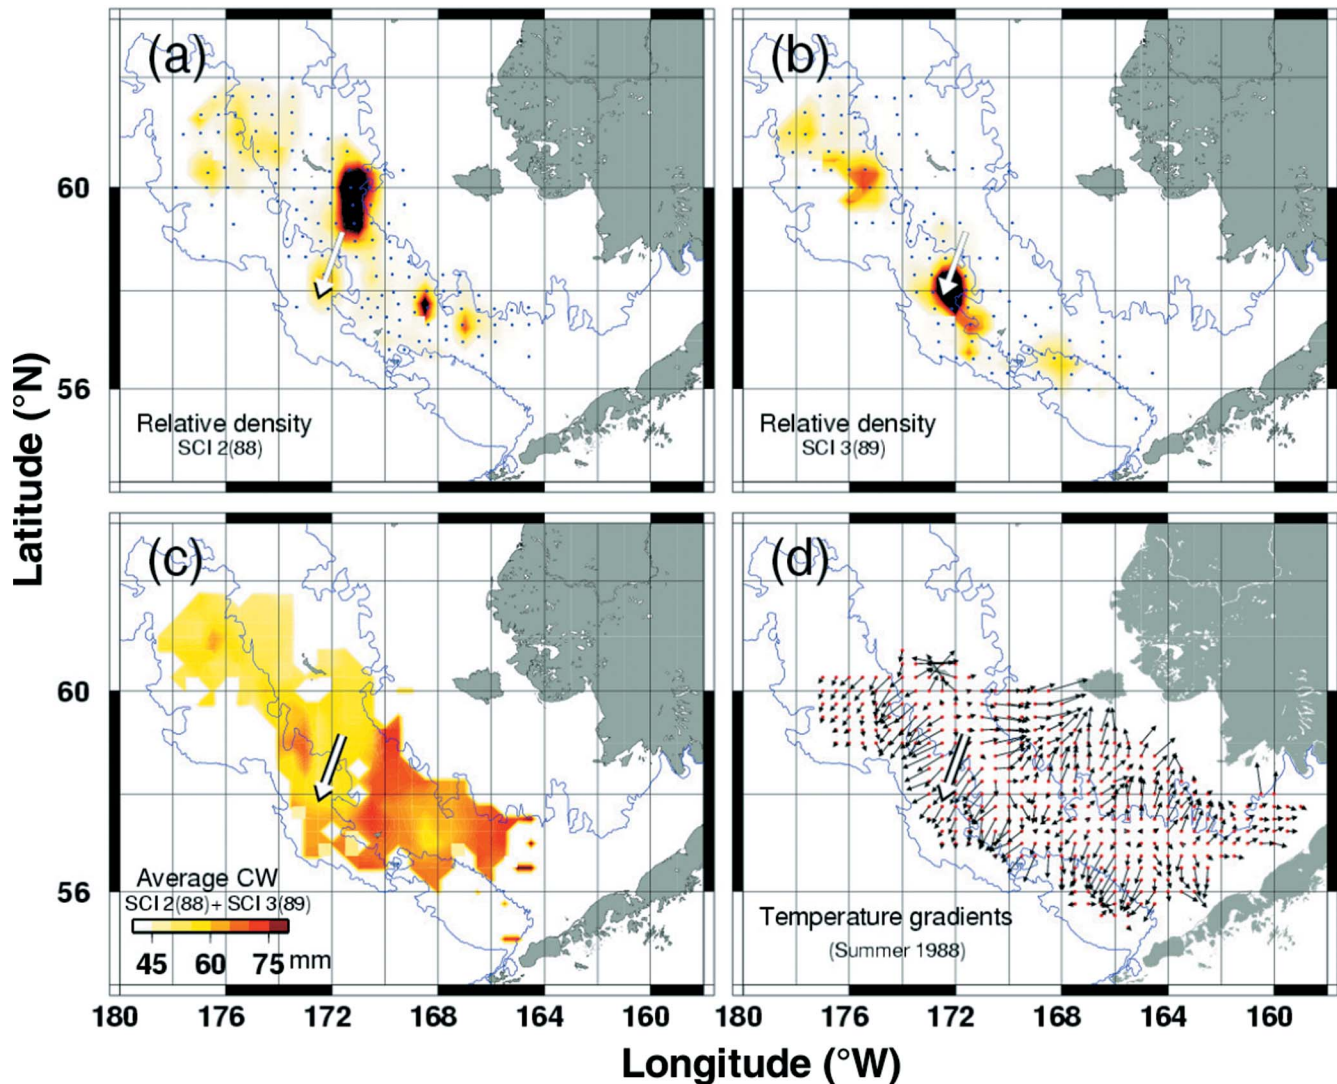 (a)
(b)
60
60
56
56
Relative density
SCI 2(88)
Relative density
SCI 3(89)
Latitude (°N)
(c)
(d)
60
60
56
56
Average CW
SCI 2(88)+ SCI 3(89)
45 60 75 mm
Temperature gradients
(Summer 1988)
180 176 172 168 164 160 180 176 172 168 164 160
Longitude (°W)